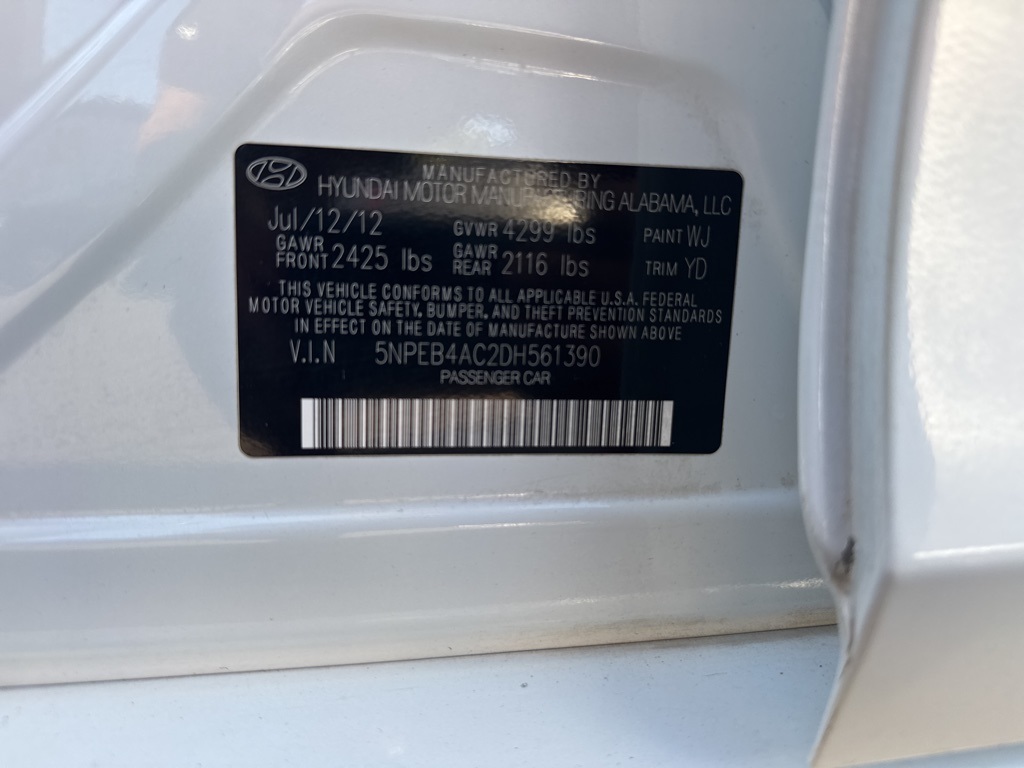 MANUFACTURED BY
HYUNDAI MOTOR MANUFACTURING ALABAMA, LLC
Jul/12/12 GVWR 4299 lbs PAINT WJ
GAWR FRONT 2425 lbs GAWR REAR 2116 lbs TRIM YD
THIS VEHICLE CONFORMS TO ALL APPLICABLE U.S.A. FEDERAL
MOTOR VEHICLE SAFETY, BUMPER, AND THEFT PREVENTION STANDARDS
IN EFFECT ON THE DATE OF MANUFACTURE SHOWN ABOVE
V.I.N 5NPEB4AC2DH561390
PASSENGER CAR